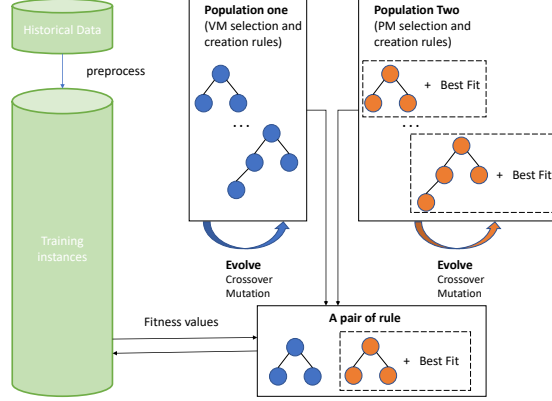 Historical Data
preprocess
Training
instances
Population one
(VM selection and
creation rules)
...
Population Two
(PM selection and
creation rules)
+ Best Fit
...
+ Best Fit
Evolve
Crossover
Mutation
Evolve
Crossover
Mutation
Fitness values
A pair of rule
+ Best Fit